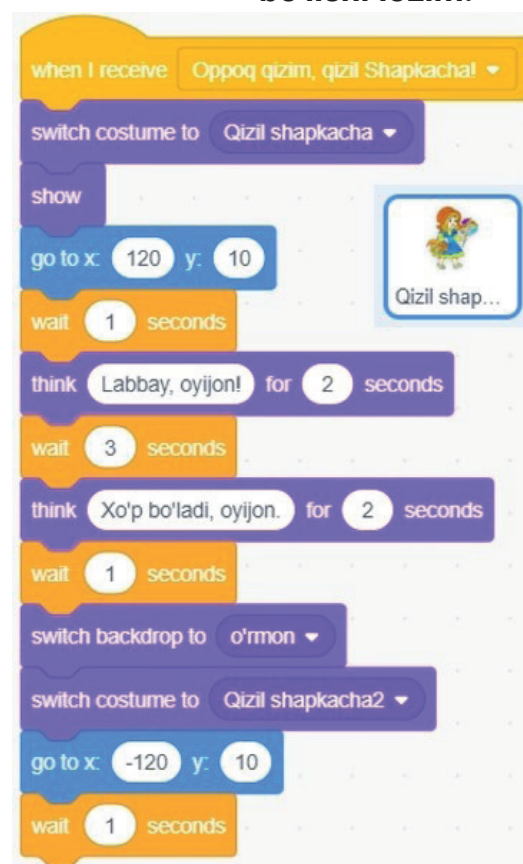 when I receive Oppoq qizim, qizil Shapkacha!
switch costume to Qizil shapkacha
show
go to x: 120 y: 10
Qizil shap...
wait 1 seconds
think Labbay, oyijon! for 2 seconds
wait 3 seconds
think Xo'p bo'ladi, oyijon. for 2 seconds
wait 1 seconds
switch backdrop to o'rmon
switch costume to Qizil shapkacha2
go to x: -120 y: 10
wait 1 seconds